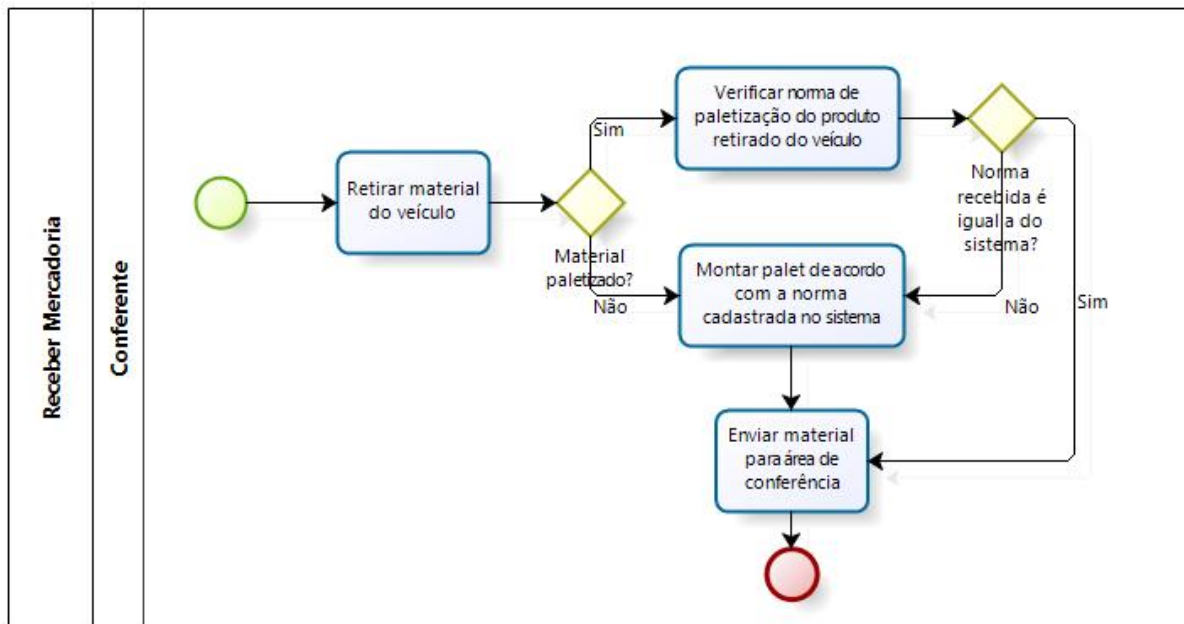 Receber Mercadoria
Conferente
Retirar material
do veículo
Material
paletizado?
Sim
Não
Verificar norma de
paletização do produto
retirado do veículo
Norma
recebida é
igual a do
sistema?
Não
Sim
Montar palet de acordo
com a norma
cadastrada no sistema
Enviar material
para área de
conferência